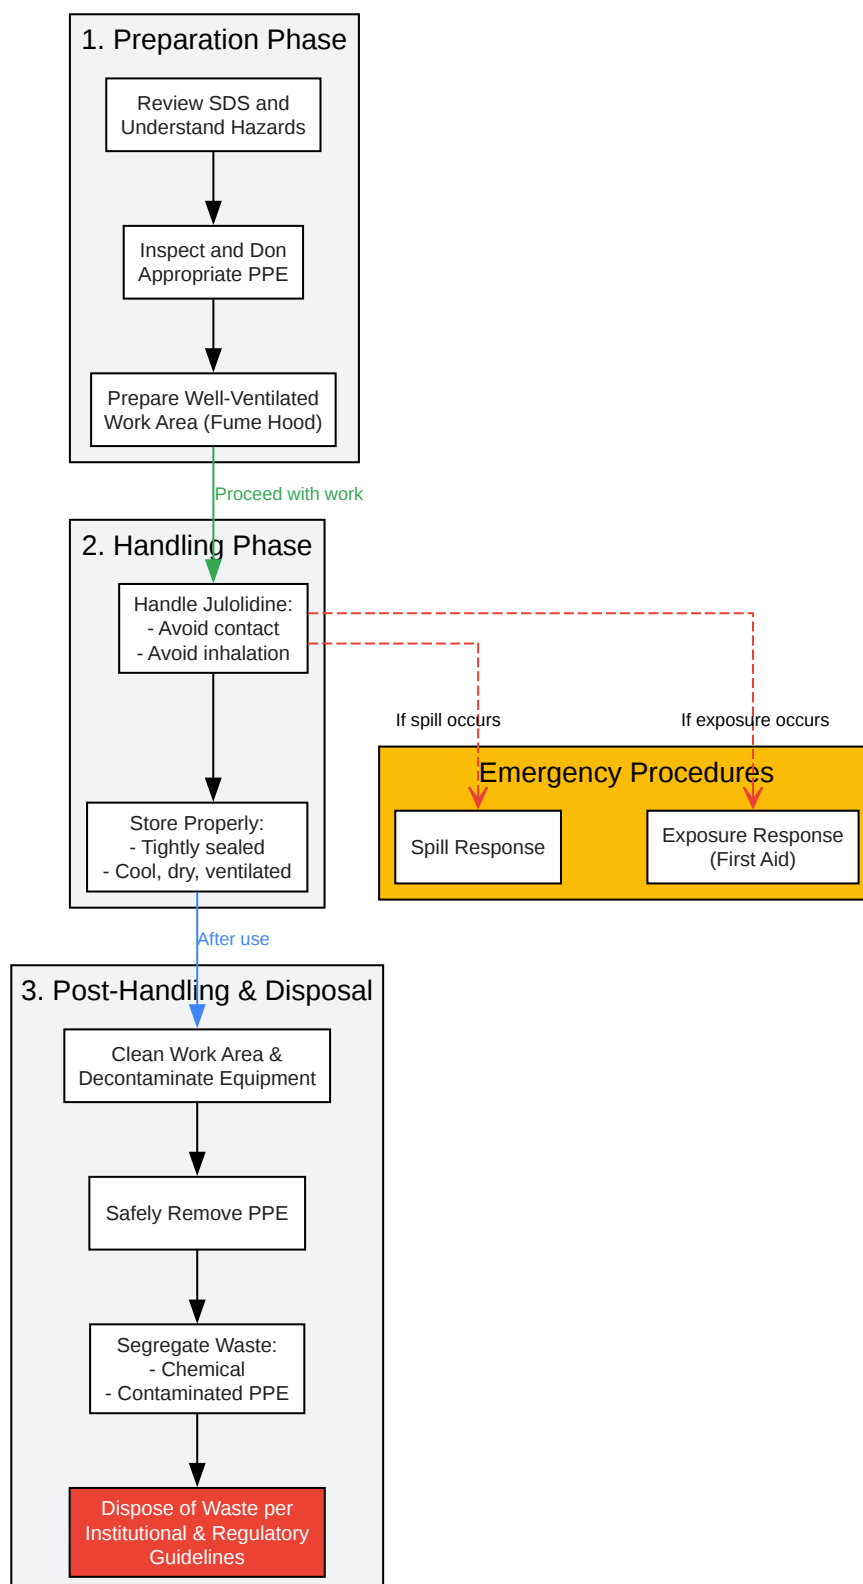 1. Preparation Phase
Review SDS and
Understand Hazards
Inspect and Don
Appropriate PPE
Prepare Well-Ventilated
Work Area (Fume Hood)
Proceed with work
2. Handling Phase
Handle Julolidine:
- Avoid contact
- Avoid inhalation
If spill occurs
If exposure occurs
Emergency Procedures
Spill Response
Exposure Response
(First Aid)
Store Properly:
- Tightly sealed
- Cool, dry, ventilated
After use
3. Post-Handling & Disposal
Clean Work Area &
Decontaminate Equipment
Safely Remove PPE
Segregate Waste:
- Chemical
- Contaminated PPE
Dispose of Waste per
Institutional & Regulatory
Guidelines